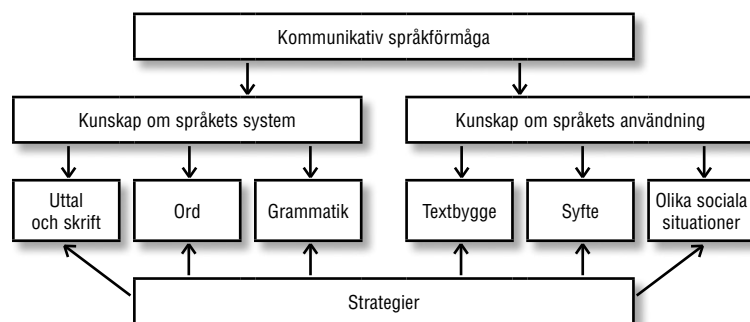 Kommunikativ språkförmåga
Kunskap om språkets system
Kunskap om språkets användning
Uttal
och skrift
Ord
Grammatik
Textbygge
Syfte
Olika sociala
situationer
Strategier